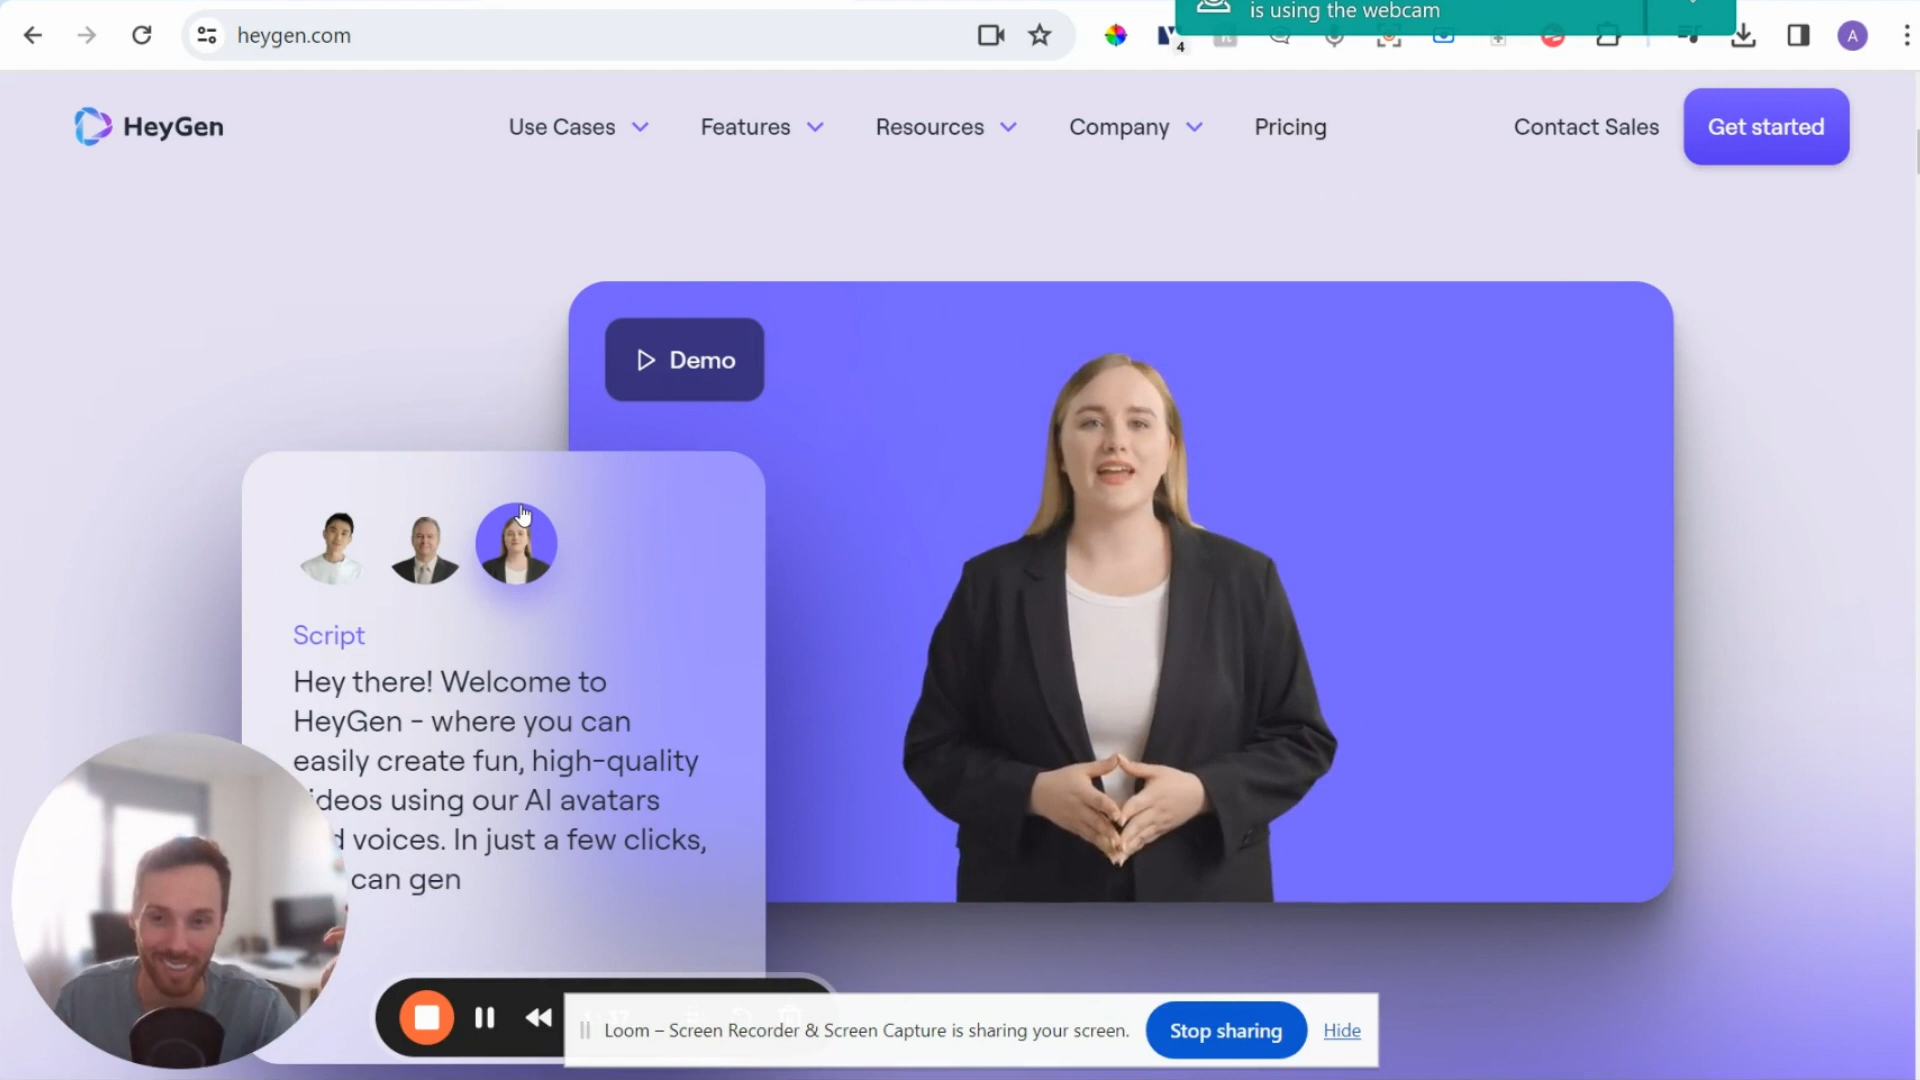 is using the webcam
heygen.com
4
A
HeyGen
Use Cases
Features
Resources
Company
Pricing
Contact Sales
Get started
Demo
Script
Hey there! Welcome to
HeyGen - where you can
easily create fun, high-quality
ideos using our AI avatars
d voices. In just a few clicks,
can gen
Loom – Screen Recorder & Screen Capture is sharing your screen.
Stop sharing
Hide